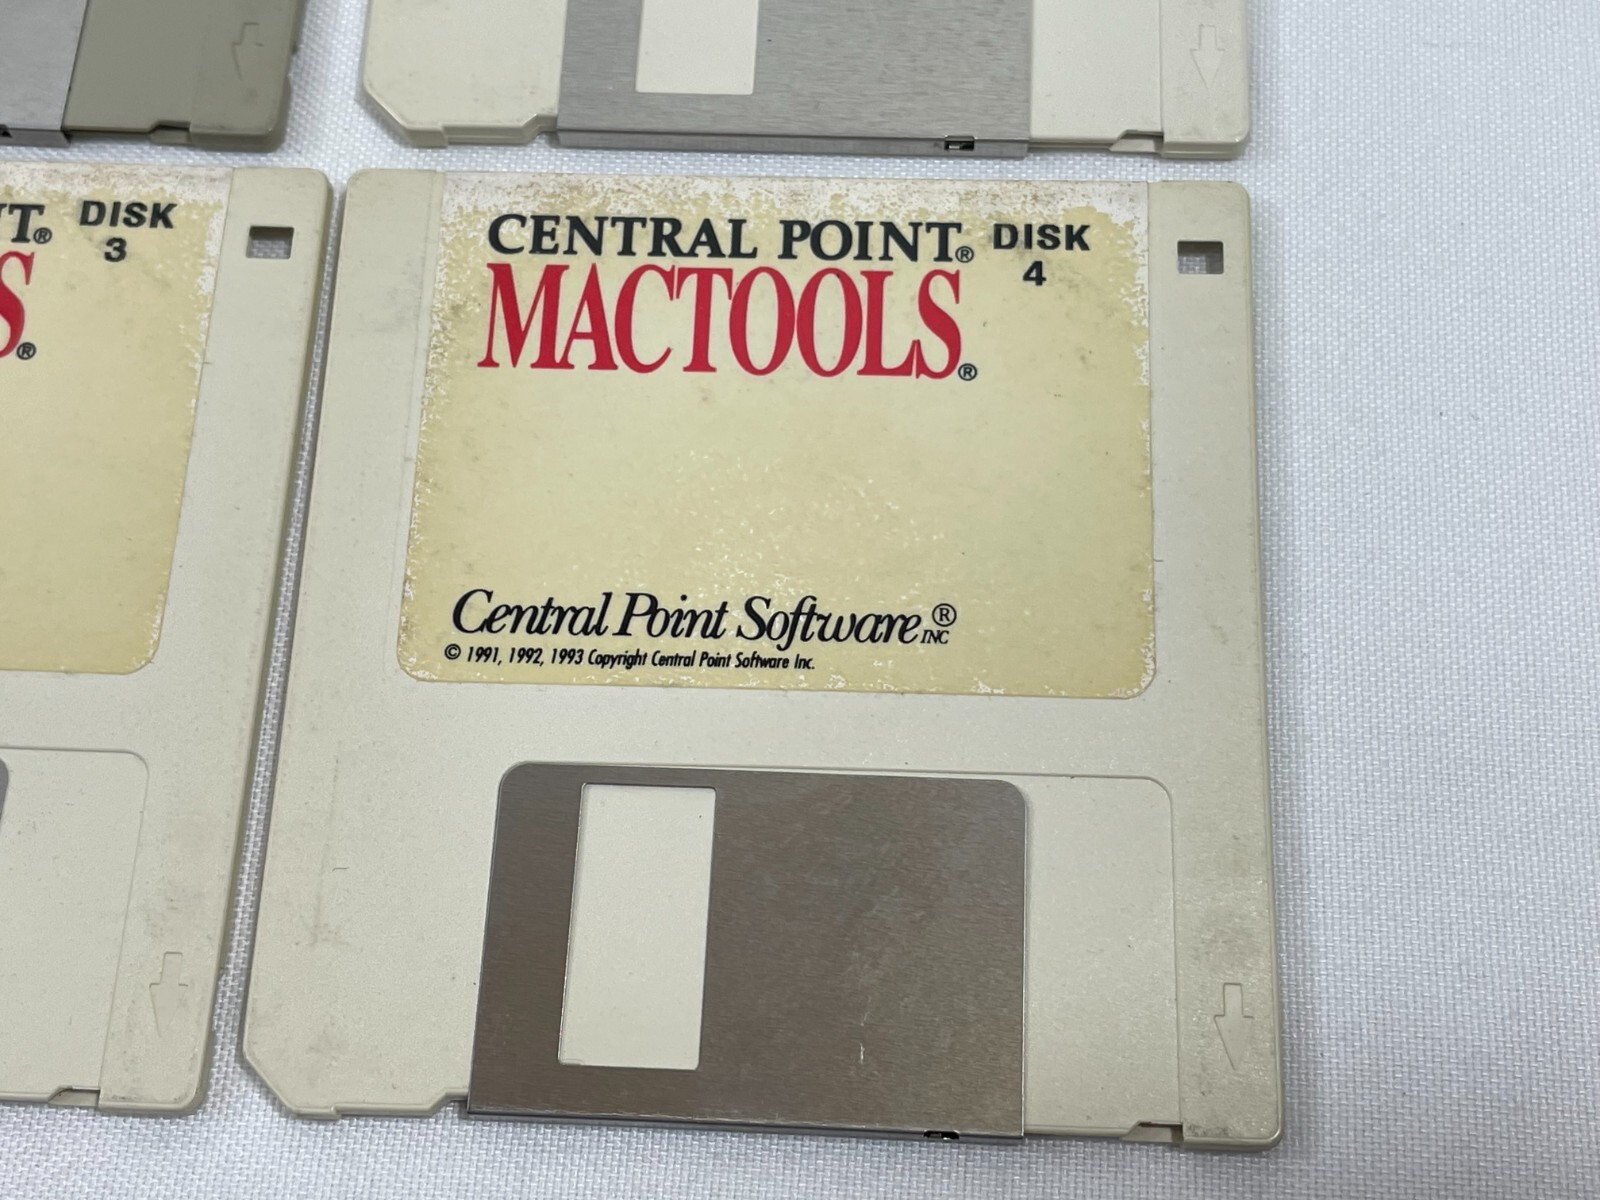 T® DISK
3
S®
CENTRAL POINT® DISK
4
MACTOOLS®
Central Point Software® INC
© 1991, 1992, 1993 Copyright Central Point Software Inc.